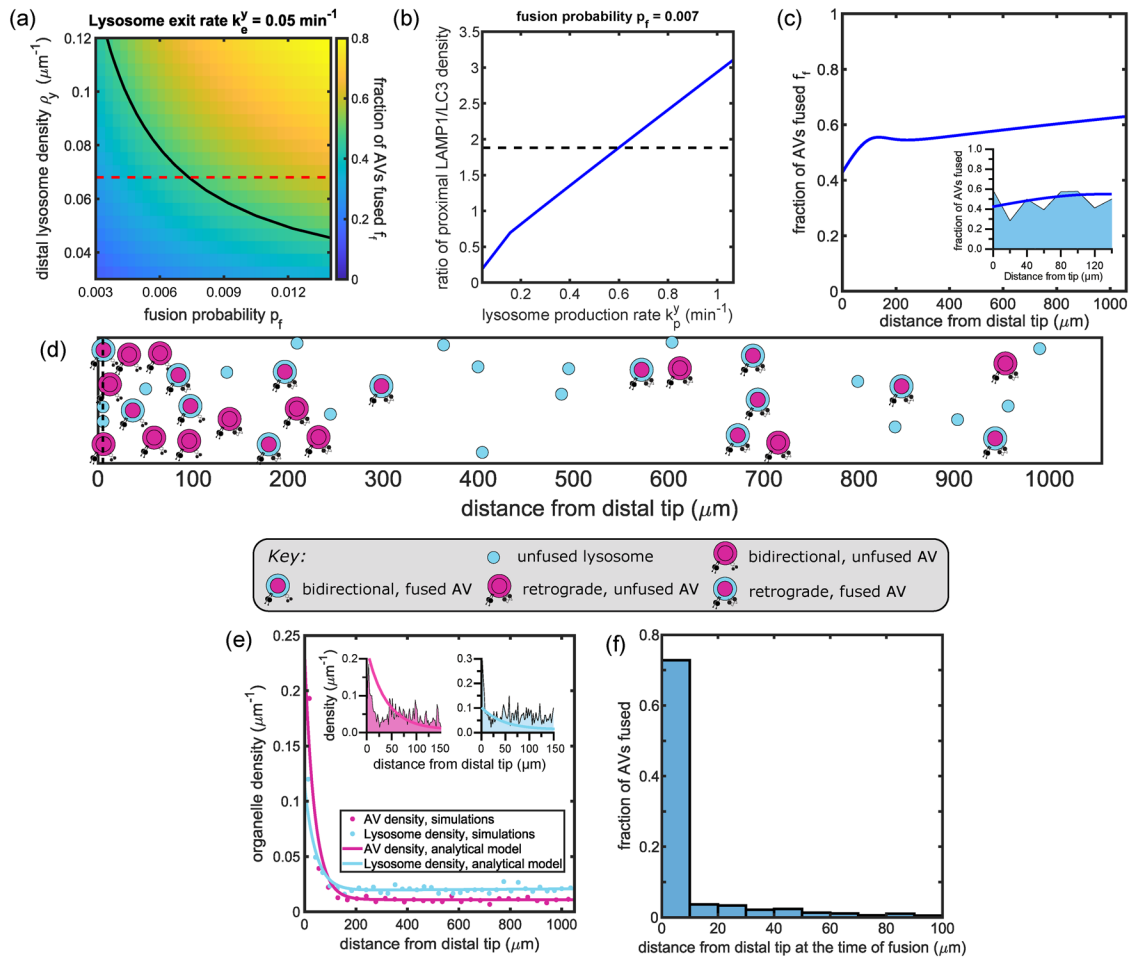 (a)
Lysosome exit rate k_e^y = 0.05 min⁻¹
distal lysosome density ρ_y (μm⁻¹)
0.12
0.1
0.08
0.06
0.04
0.003 0.006 0.009 0.012
fusion probability p_f
0.8
0.6
0.4
0.2
0
fraction of AVs fused f_f
(b)
fusion probability p_f = 0.007
ratio of proximal LAMP1/LC3 density
3.5
3
2.5
2
1.5
1
0.5
0
0.2 0.4 0.6 0.8 1
lysosome production rate k_p^y (min⁻¹)
(c)
fraction of AVs fused f_f
1
0.8
0.6
0.4
0.2
0
0 200 400 600 800 1000
distance from distal tip (μm)
fraction of AVs fused
1.0
0.8
0.6
0.4
0.2
0.0
0 40 80 120
Distance from tip (μm)
(d)
0 100 200 300 400 500 600 700 800 900 1000
distance from distal tip (μm)
Key:
unfused lysosome
bidirectional, unfused AV
bidirectional, fused AV
retrograde, unfused AV
retrograde, fused AV
(e)
organelle density (μm⁻¹)
0.25
0.2
0.15
0.1
0.05
0
0 200 400 600 800 1000
distance from distal tip (μm)
density (μm⁻¹)
0.2
0.1
0.0
0 50 100 150
0.3
0.2
0.1
0.0
0 50 100 150
distance from distal tip (μm)
AV density, simulations
Lysosome density, simulations
AV density, analytical model
Lysosome density, analytical model
(f)
fraction of AVs fused
0.8
0.6
0.4
0.2
0
0 20 40 60 80 100
distance from distal tip at the time of fusion (μm)